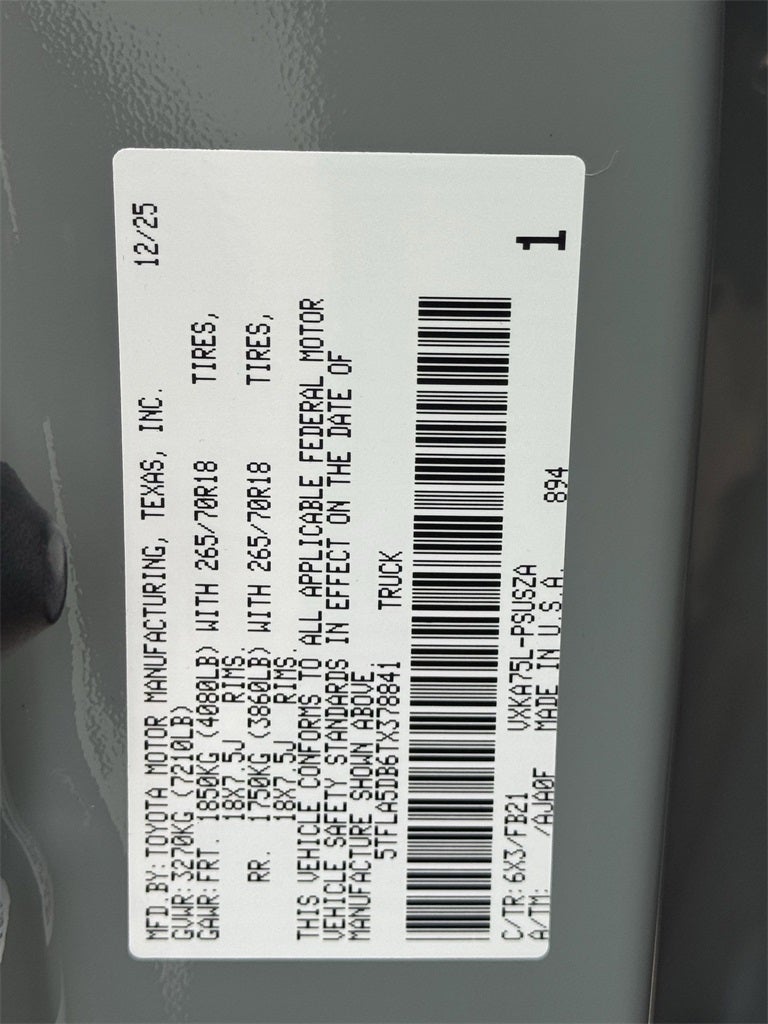 MFD.BY:TOYOTA MOTOR MANUFACTURING, TEXAS, INC. 12/25
GVWR:3270KG (7210LB)
GAWR:FRT. 1850KG (4080LB) WITH 265/70R18 TIRES,
18X7.5J RIMS.
RR. 1750KG (3860LB) WITH 265/70R18 TIRES,
18X7.5J RIMS.
THIS VEHICLE CONFORMS TO ALL APPLICABLE FEDERAL MOTOR
VEHICLE SAFETY STANDARDS IN EFFECT ON THE DATE OF
MANUFACTURE SHOWN ABOVE.
5TFLA5DB6TX378841 TRUCK
C/TR:6X3/FB21 VXKA75L-PSUSZA 1
A/TM: /AJA0F MADE IN U.S.A. 894